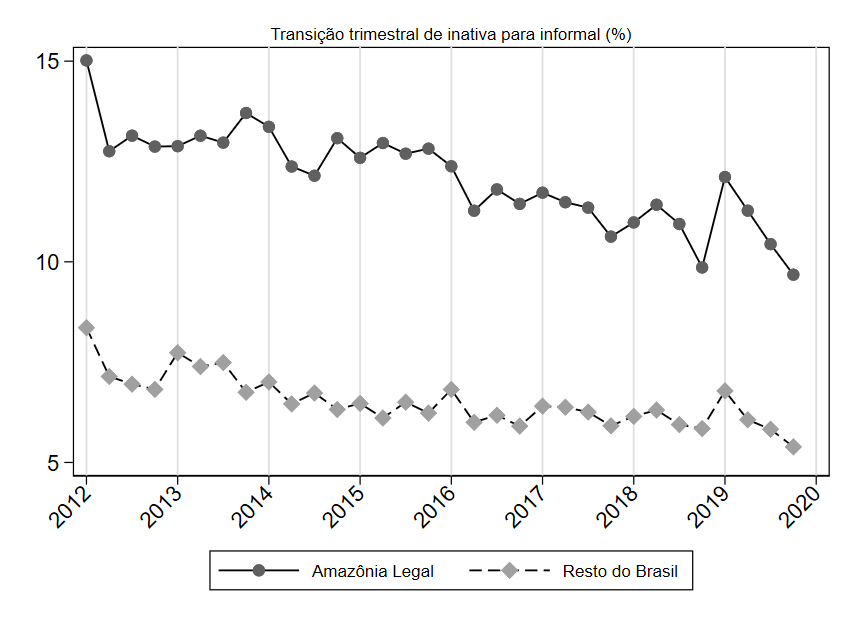 Transição trimestral de inativa para informal (%)
15
10
5
2012 2013 2014 2015 2016 2017 2018 2019 2020
Amazônia Legal Resto do Brasil